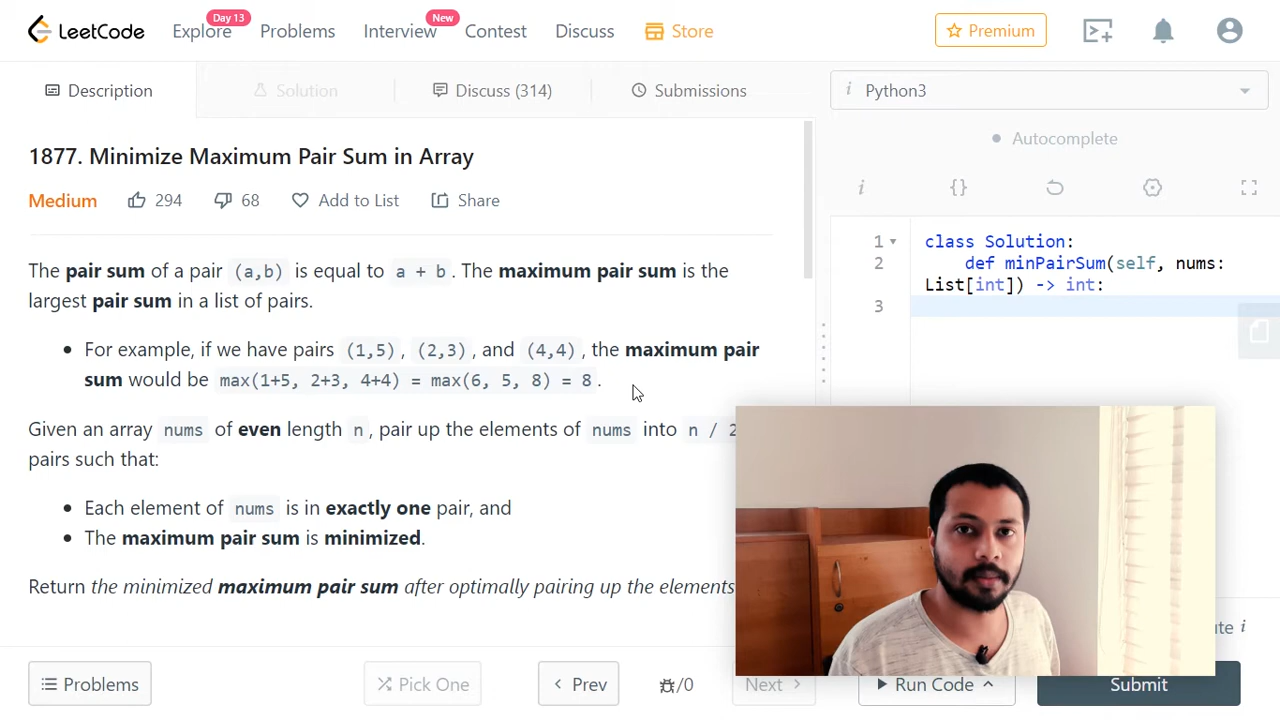 LeetCode Explore Day 13 Problems Interview New Contest Discuss Store Premium
Description Solution Discuss (314) Submissions
i Python3
Autocomplete
i {}
1877. Minimize Maximum Pair Sum in Array
Medium 294 68 Add to List Share
The pair sum of a pair (a,b) is equal to a + b. The maximum pair sum is the
largest pair sum in a list of pairs.
• For example, if we have pairs (1,5), (2,3), and (4,4), the maximum pair
sum would be max(1+5, 2+3, 4+4) = max(6, 5, 8) = 8.
Given an array nums of even length n, pair up the elements of nums into n / 2
pairs such that:
• Each element of nums is in exactly one pair, and
• The maximum pair sum is minimized.
Return the minimized maximum pair sum after optimally pairing up the elements
1 class Solution:
2 def minPairSum(self, nums:
List[int]) -> int:
3
i
Problems Pick One Prev /0 Next Run Code Submit